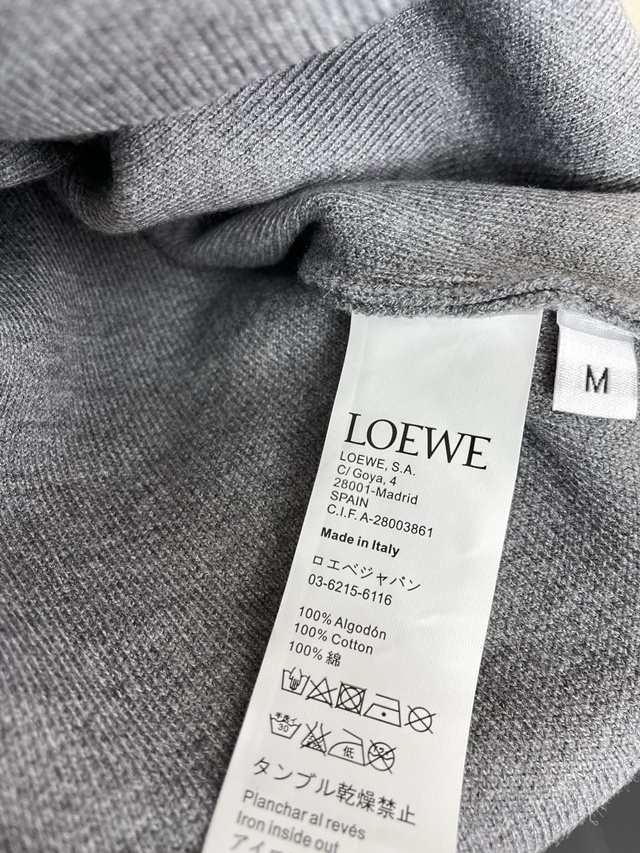 LOEWE
LOEWE, S.A.
C/ Goya, 4
28001-Madrid
SPAIN
C.I.F. A-28003861
Made in Italy
ロエベジャパン
03-6215-6116
100% Algodón
100% Cotton
100% 綿
30
低
タンブル乾燥禁止
Planchar al revés
Iron inside out
M